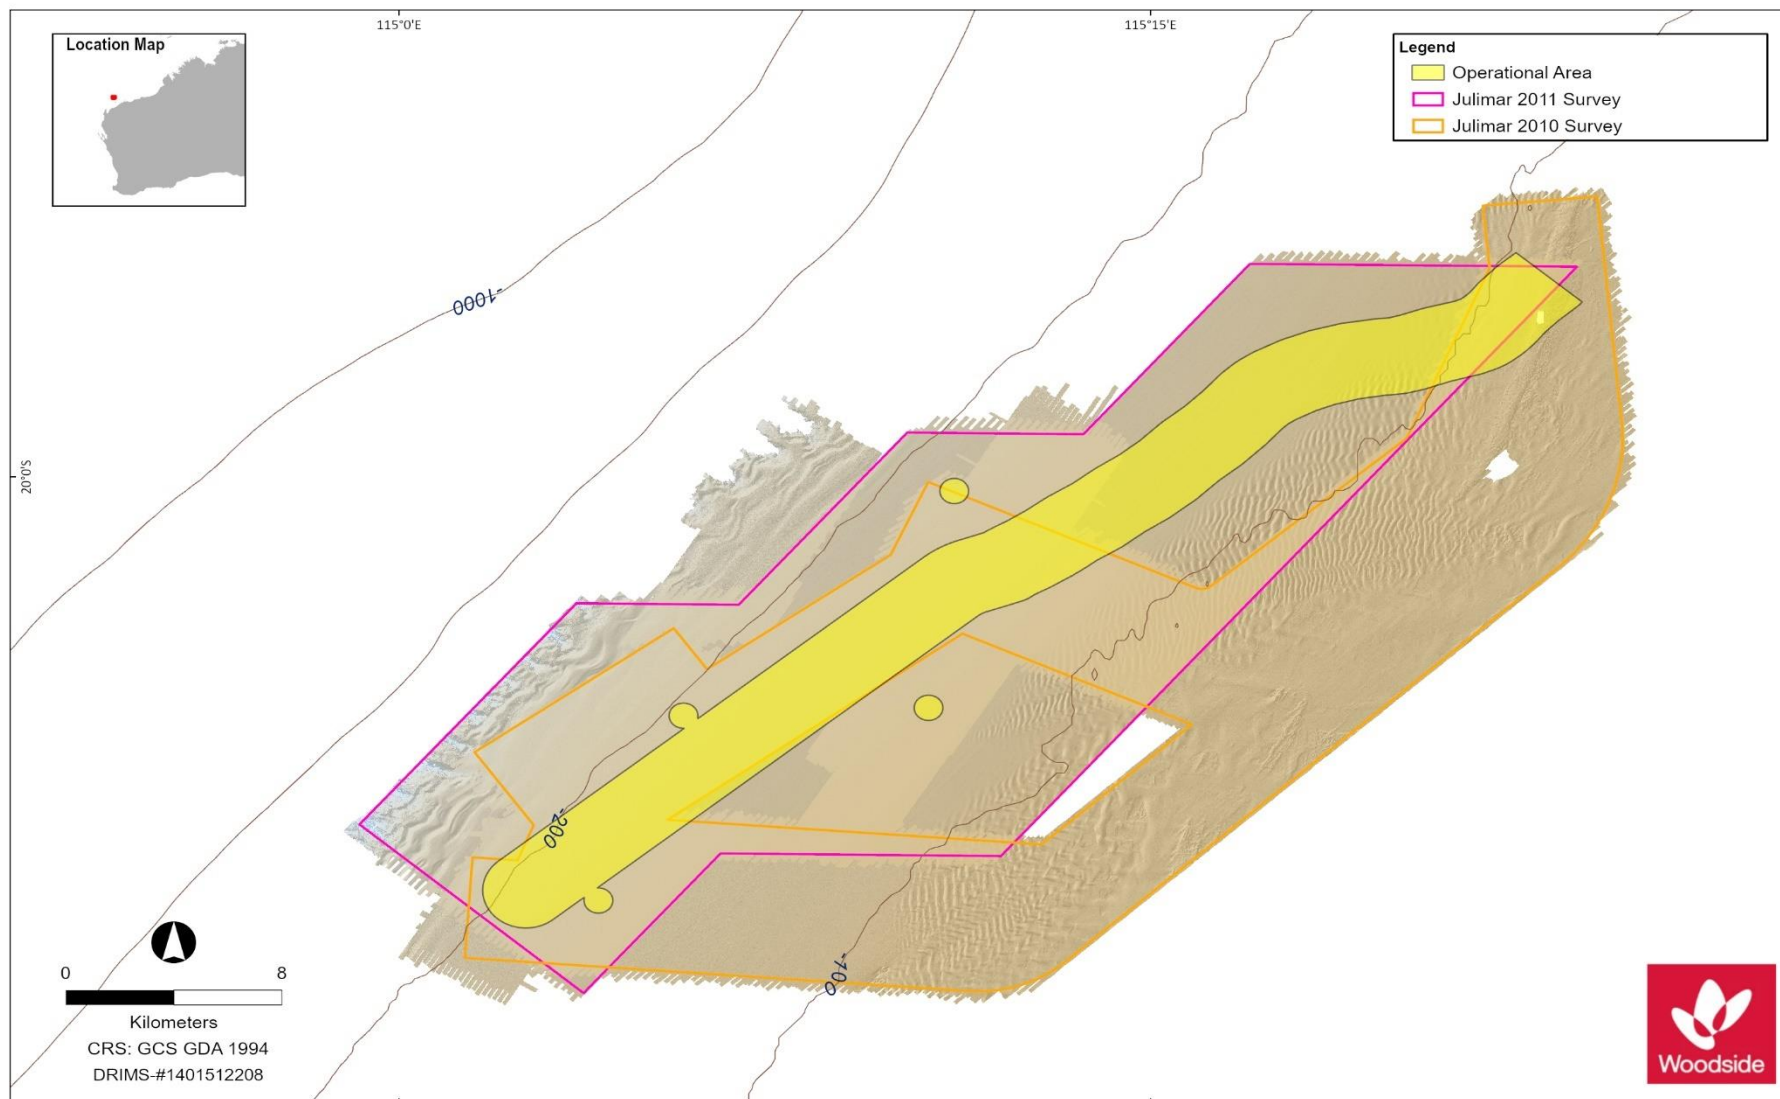 115°0'E
115°15'E
Location Map
Legend
Operational Area
Julimar 2011 Survey
Julimar 2010 Survey
-1000
20°0'S
-200
-100
0 8
Kilometers
CRS: GCS GDA 1994
DRIMS-#1401512208
Woodside